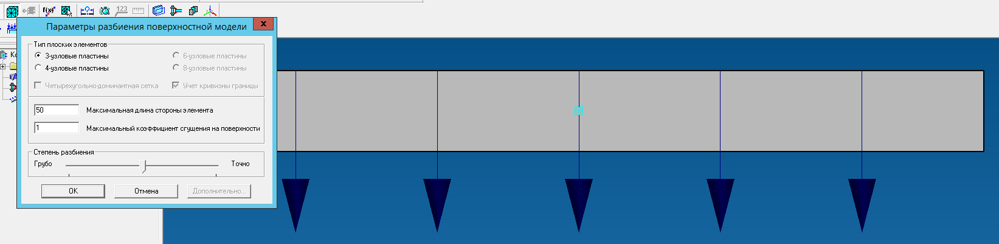 f(x)
123
Параметры разбиения поверхностной модели
x
Тип плоских элементов
3-узловые пластины
6-узловые пластины
4-узловые пластины
8-узловые пластины
Четырехугольно-доминантная сетка
Учет кривизны границы
50 Максимальная длина стороны элемента
1 Максимальный коэффициент сгущения на поверхности
Степень разбиения
Грубо
Точно
OK
Отмена
Дополнительно...